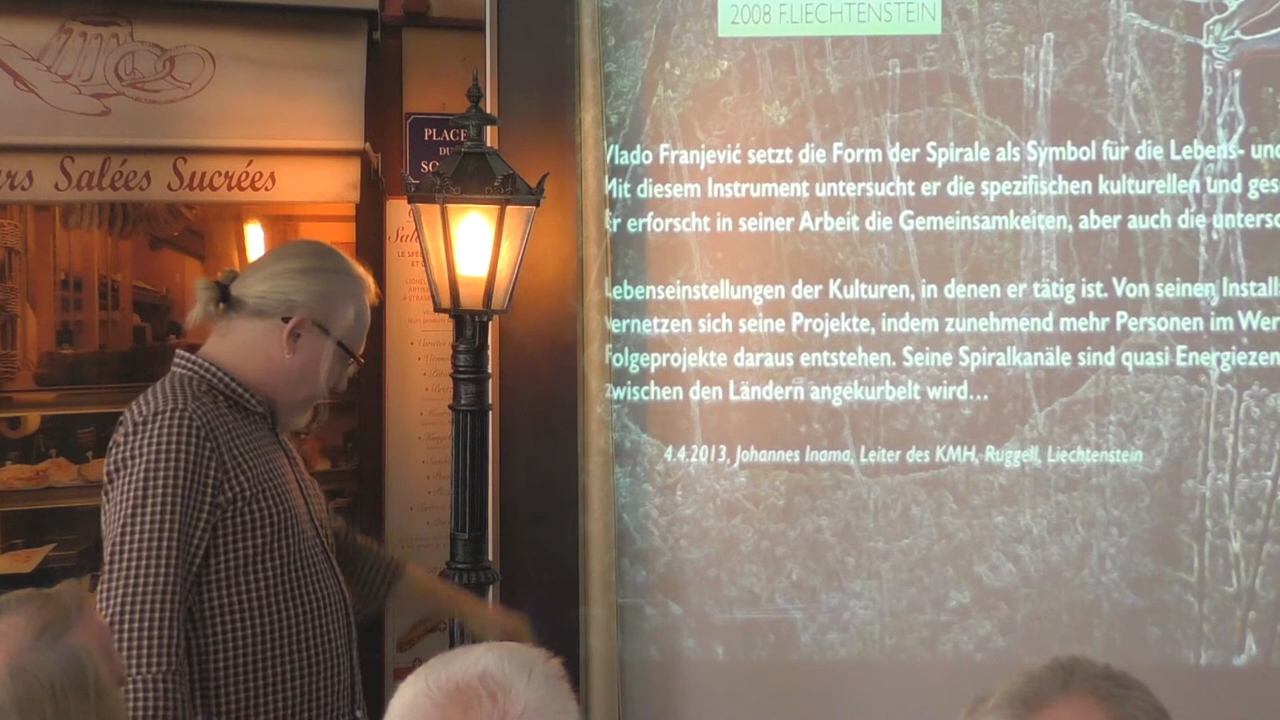 2008 F.LIECHTENSTEIN
Vlado Franjević setzt die Form der Spirale als Symbol für die Lebens- und
Mit diesem Instrument untersucht er die spezifischen kulturellen und ges
Er erforscht in seiner Arbeit die Gemeinsamkeiten, aber auch die untersc
Lebenseinstellungen der Kulturen, in denen er tätig ist. Von seinen Install
vernetzen sich seine Projekte, indem zunehmend mehr Personen im Wer
Folgeprojekte daraus entstehen. Seine Spiralkanäle sind quasi Energiezen
zwischen den Ländern angekurbelt wird...
4.4.2013, Johannes Inama, Leiter des KMH, Ruggell, Liechtenstein
urs Salées Sucrées
PLACE
DU